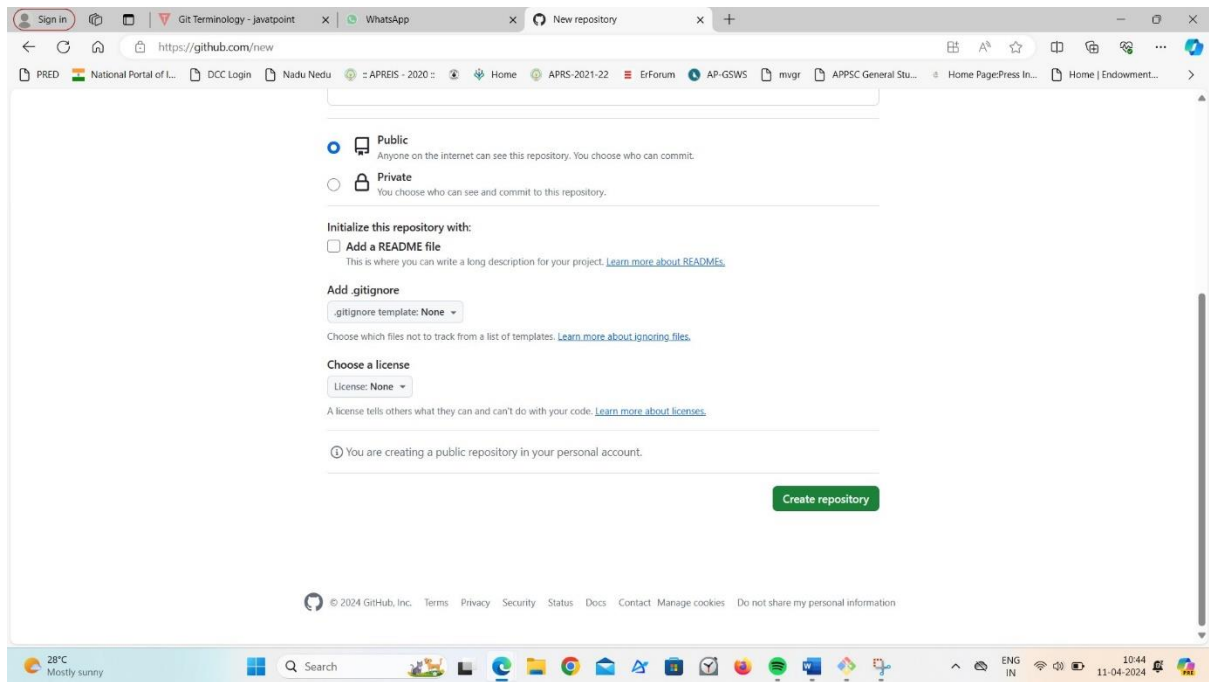 Sign in
Git Terminology - javatpoint
WhatsApp
New repository
https://github.com/new
PRED
National Portal of I...
DCC Login
Nadu Nedu
:: APREIS - 2020 ::
Home
APRS-2021-22
ErForum
AP-GSWS
mvgr
APPSC General Stu...
Home Page:Press In...
Home | Endowment...
Public
Anyone on the internet can see this repository. You choose who can commit.
Private
You choose who can see and commit to this repository.
Initialize this repository with:
Add a README file
This is where you can write a long description for your project. Learn more about READMEs.
Add .gitignore
.gitignore template: None
Choose which files not to track from a list of templates. Learn more about ignoring files.
Choose a license
License: None
A license tells others what they can and can't do with your code. Learn more about licenses.
You are creating a public repository in your personal account.
Create repository
© 2024 GitHub, Inc. Terms Privacy Security Status Docs Contact Manage cookies Do not share my personal information
28°C
Mostly sunny
Search
ENG
IN
10:44
11-04-2024
PRE